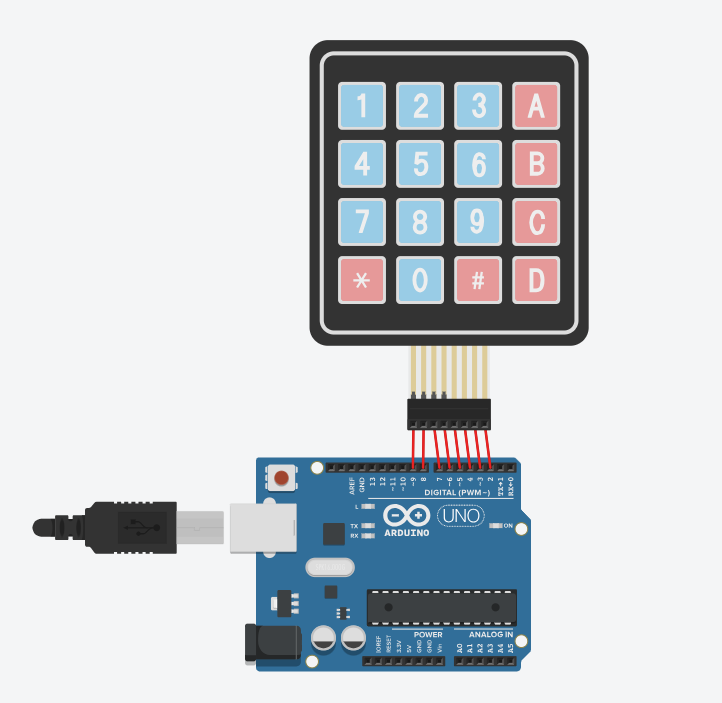 1 2 3 A
4 5 6 B
7 8 9 C
* 0 # D
AREF GND 13 12 ~11 ~10 ~9 8 7 ~6 ~5 4 ~3 2 TX→1 RX←0
DIGITAL (PWM~)
L
TX
RX
UNO
ON
ARDUINO
POWER ANALOG IN
IOREF RESET 3.3V 5V GND GND Vin A0 A1 A2 A3 A4 A5